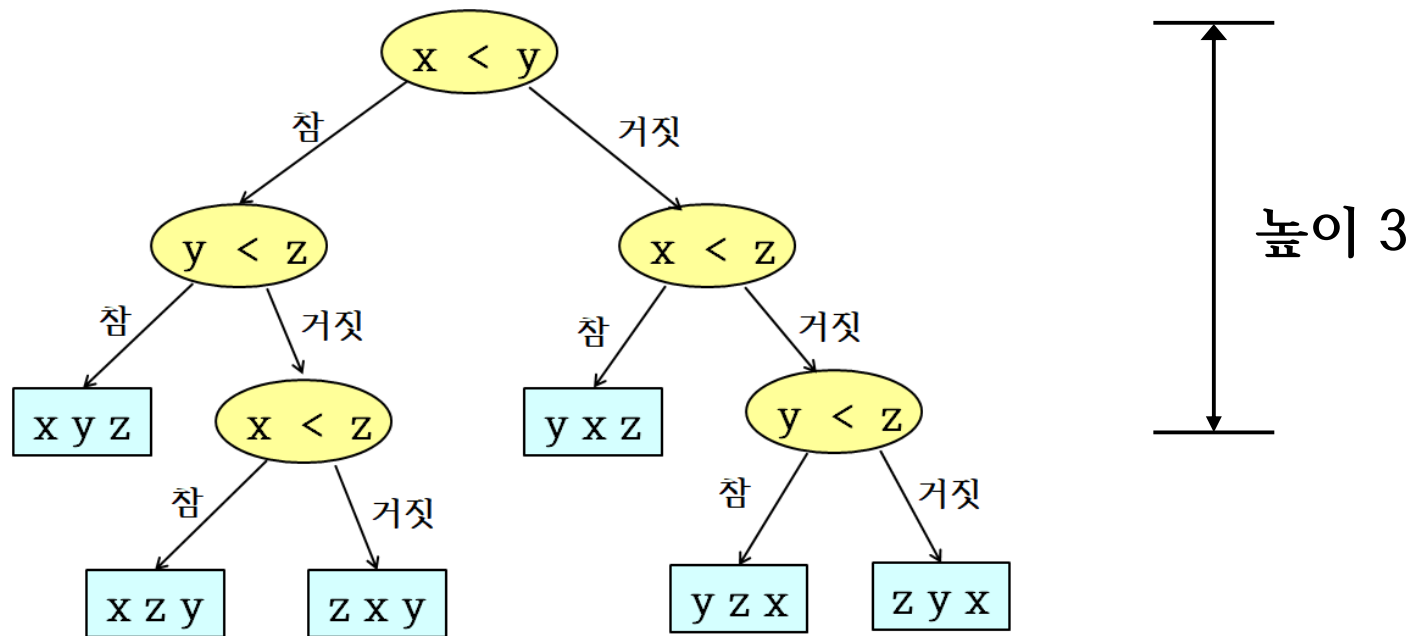 x < y
참
거짓
y < z
x < z
높이 3
참
거짓
참
거짓
x y z
x < z
y x z
y < z
참
거짓
참
거짓
x z y
z x y
y z x
z y x